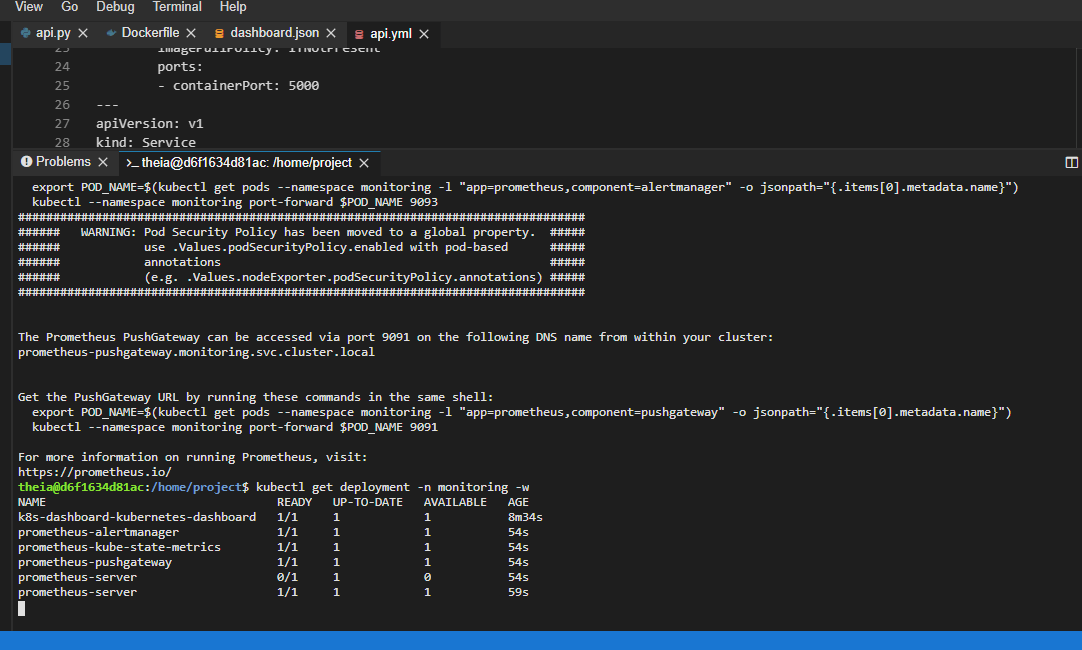 View Go Debug Terminal Help
api.py Dockerfile dashboard.json api.yml
23 imagePullPolicy: IfNotPresent
24 ports:
25 - containerPort: 5000
26 ---
27 apiVersion: v1
28 kind: Service
Problems >_ theia@d6f1634d81ac: /home/project
export POD_NAME=$(kubectl get pods --namespace monitoring -l "app=prometheus,component=alertmanager" -o jsonpath="{.items[0].metadata.name}")
kubectl --namespace monitoring port-forward $POD_NAME 9093
#################################################################################
###### WARNING: Pod Security Policy has been moved to a global property. #####
###### use .Values.podSecurityPolicy.enabled with pod-based #####
###### annotations #####
###### (e.g. .Values.nodeExporter.podSecurityPolicy.annotations) #####
#################################################################################
The Prometheus PushGateway can be accessed via port 9091 on the following DNS name from within your cluster:
prometheus-pushgateway.monitoring.svc.cluster.local
Get the PushGateway URL by running these commands in the same shell:
export POD_NAME=$(kubectl get pods --namespace monitoring -l "app=prometheus,component=pushgateway" -o jsonpath="{.items[0].metadata.name}")
kubectl --namespace monitoring port-forward $POD_NAME 9091
For more information on running Prometheus, visit:
https://prometheus.io/
theia@d6f1634d81ac:/home/project$ kubectl get deployment -n monitoring -w
NAME READY UP-TO-DATE AVAILABLE AGE
k8s-dashboard-kubernetes-dashboard 1/1 1 1 8m34s
prometheus-alertmanager 1/1 1 1 54s
prometheus-kube-state-metrics 1/1 1 1 54s
prometheus-pushgateway 1/1 1 1 54s
prometheus-server 0/1 1 0 54s
prometheus-server 1/1 1 1 59s